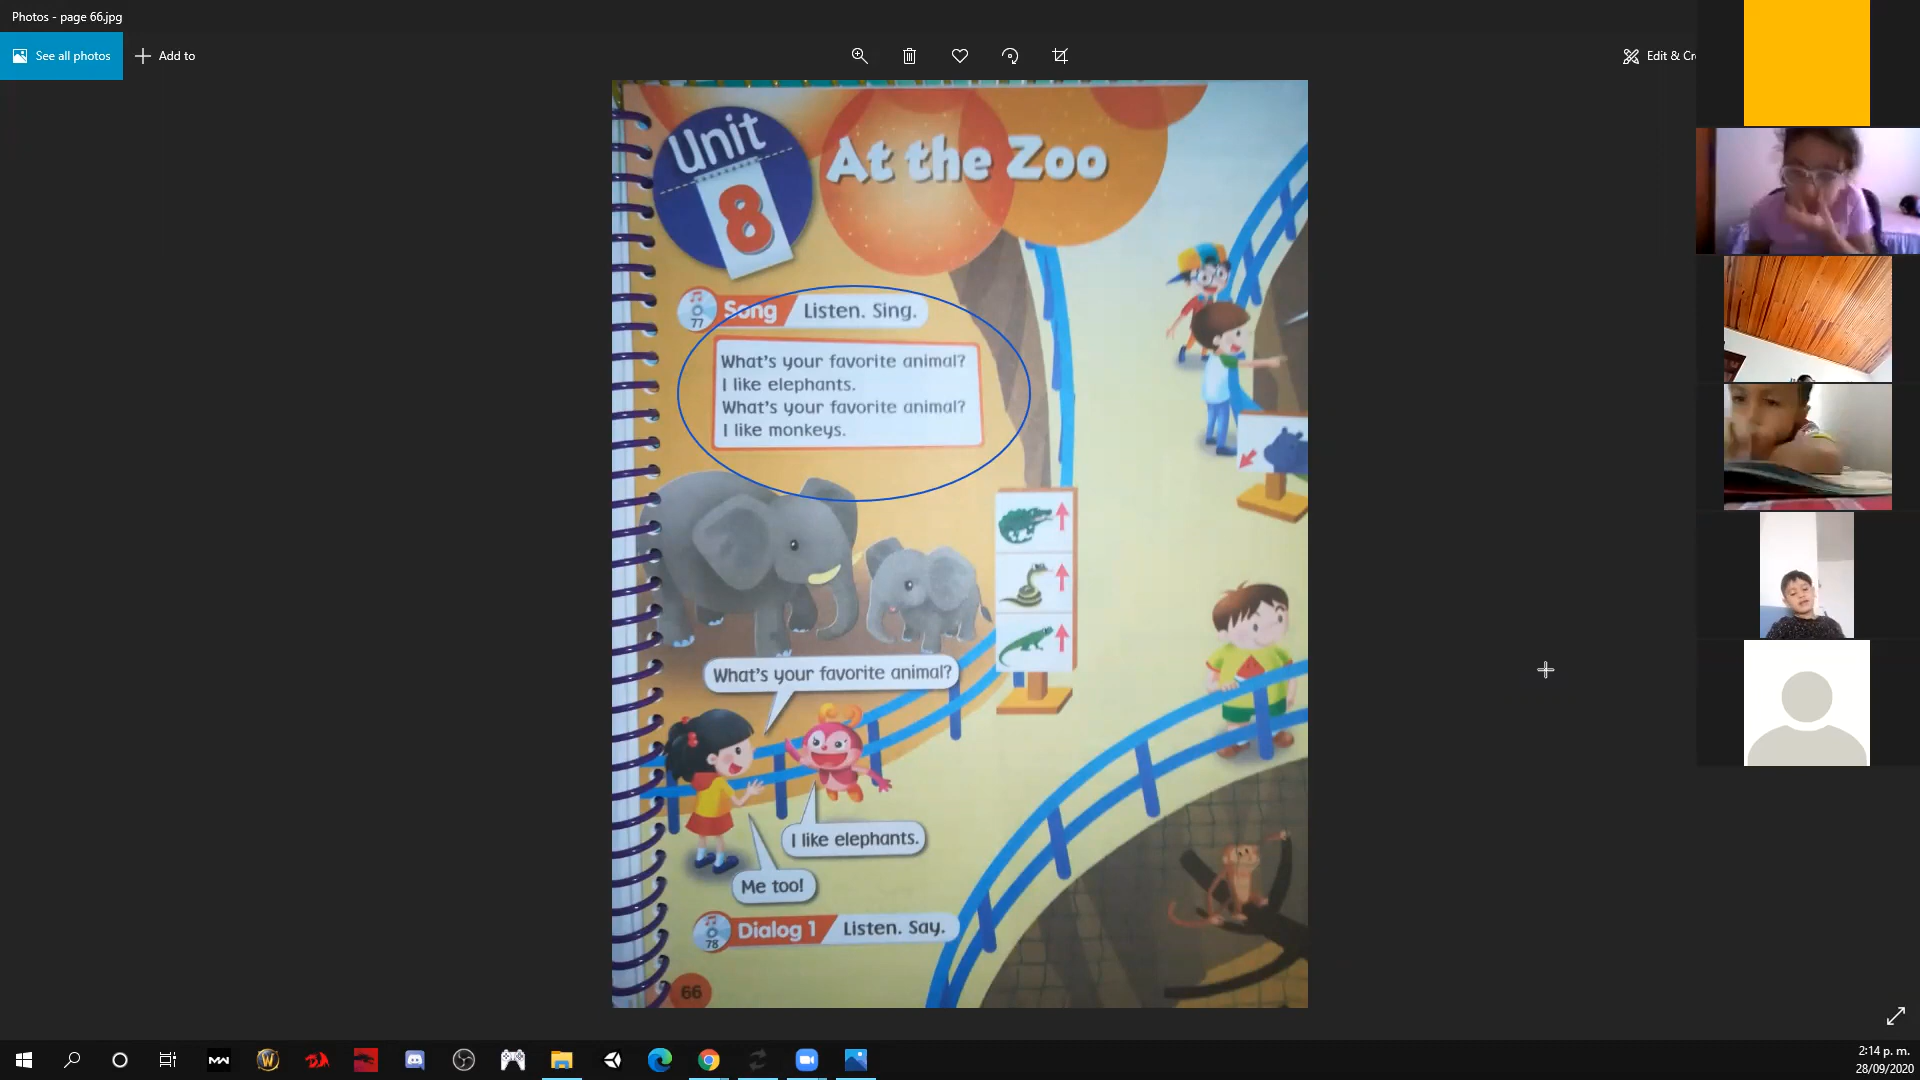 Photos - page 66.jpg
See all photos
Add to
Edit & Cr
Unit
8
At the Zoo
77
Song
Listen. Sing.
What's your favorite animal?
I like elephants.
What's your favorite animal?
I like monkeys.
What's your favorite animal?
I like elephants.
Me too!
78
Dialog 1
Listen. Say.
66
MW
2:14 p. m.
28/09/2020